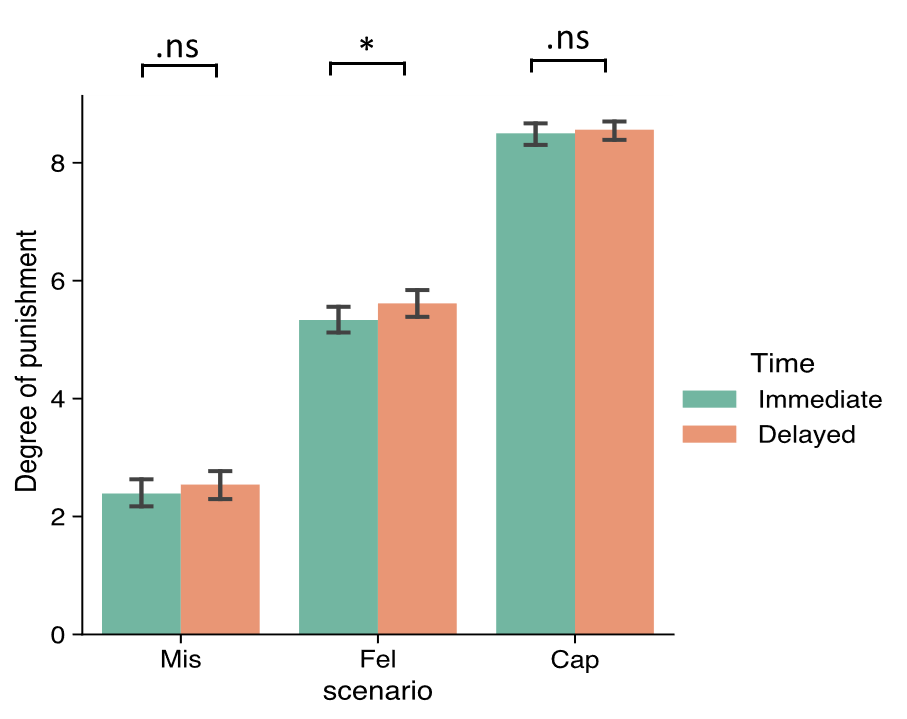 .ns
*
.ns
Degree of punishment
8
6
4
2
0
Mis
Fel
Cap
scenario
Time
Immediate
Delayed